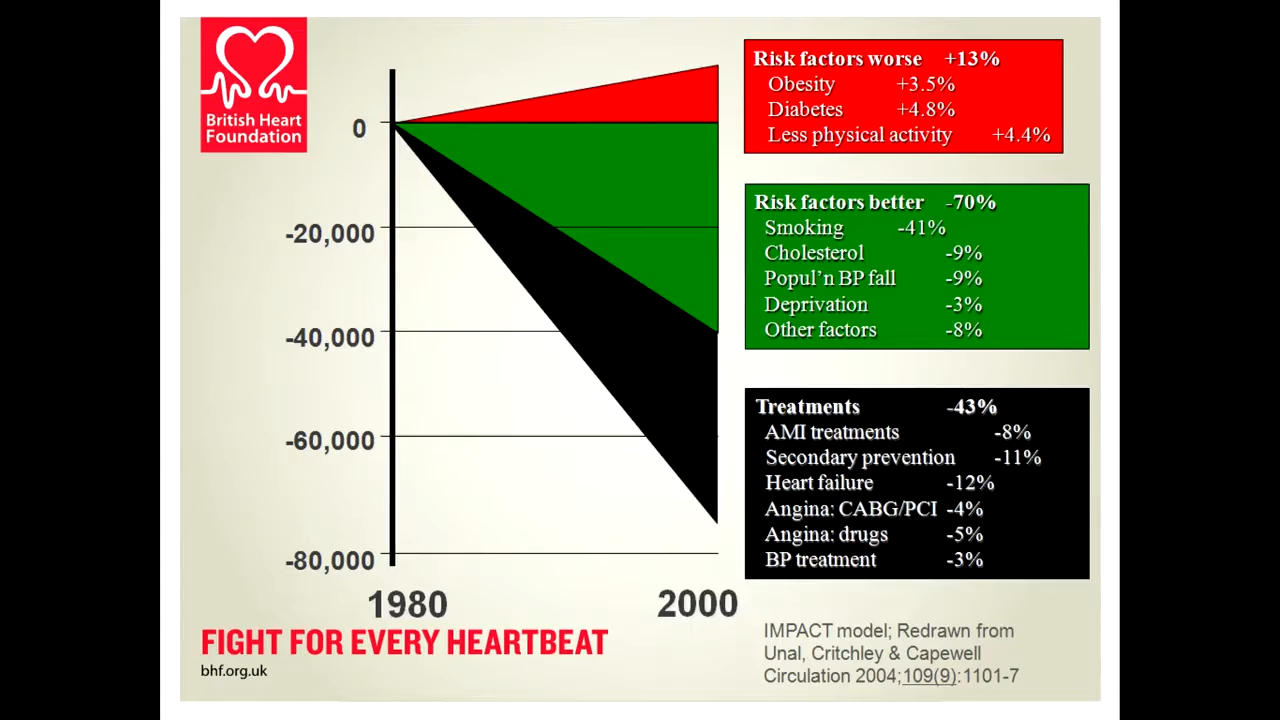 British Heart
Foundation
0
-20,000
-40,000
-60,000
-80,000
1980 2000
Risk factors worse +13%
Obesity +3.5%
Diabetes +4.8%
Less physical activity +4.4%
Risk factors better -70%
Smoking -41%
Cholesterol -9%
Popul’n BP fall -9%
Deprivation -3%
Other factors -8%
Treatments -43%
AMI treatments -8%
Secondary prevention -11%
Heart failure -12%
Angina: CABG/PCI -4%
Angina: drugs -5%
BP treatment -3%
FIGHT FOR EVERY HEARTBEAT
bhf.org.uk
IMPACT model; Redrawn from
Unal, Critchley & Capewell
Circulation 2004;109(9):1101-7